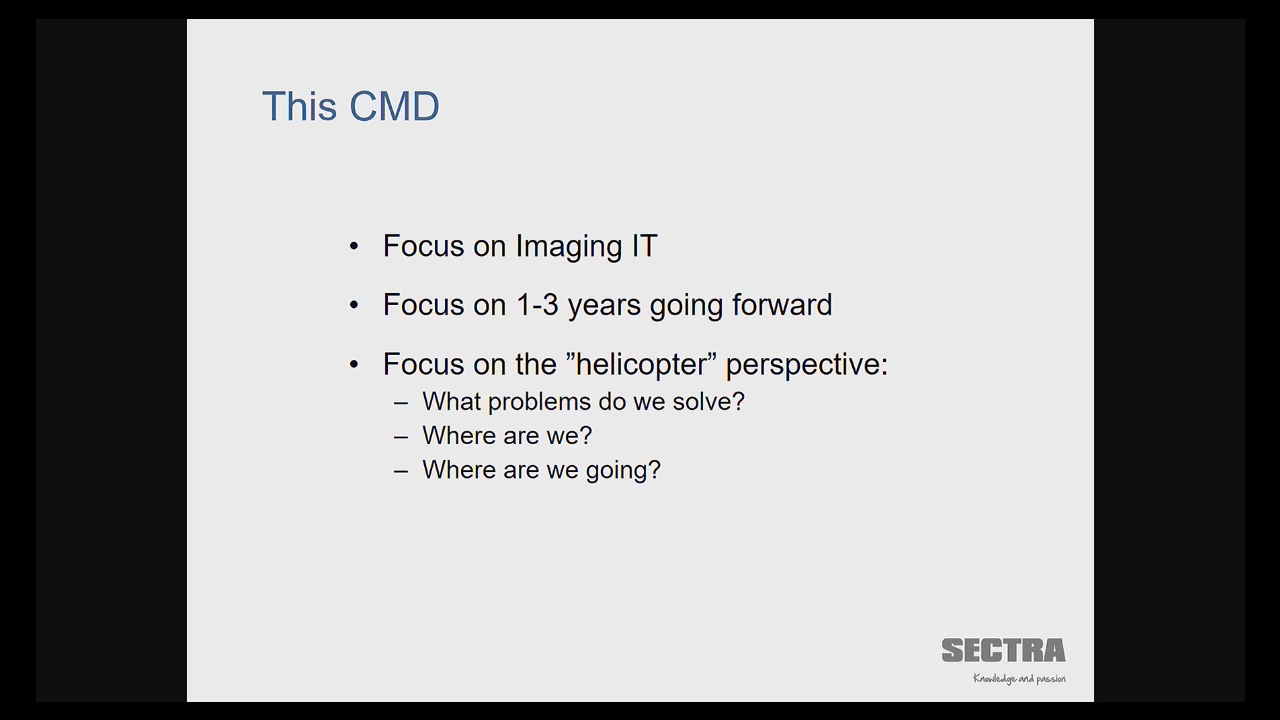 This CMD
• Focus on Imaging IT
• Focus on 1-3 years going forward
• Focus on the ”helicopter” perspective:
– What problems do we solve?
– Where are we?
– Where are we going?
SECTRA
Knowledge and passion